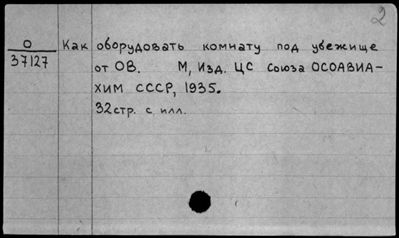 2
О
37127
Как оборудовать комнату под убежище
от ОВ. М, Изд. ЦС Союза ОСОАВИА-
ХИМ СССР, 1935.
32стр. с илл.